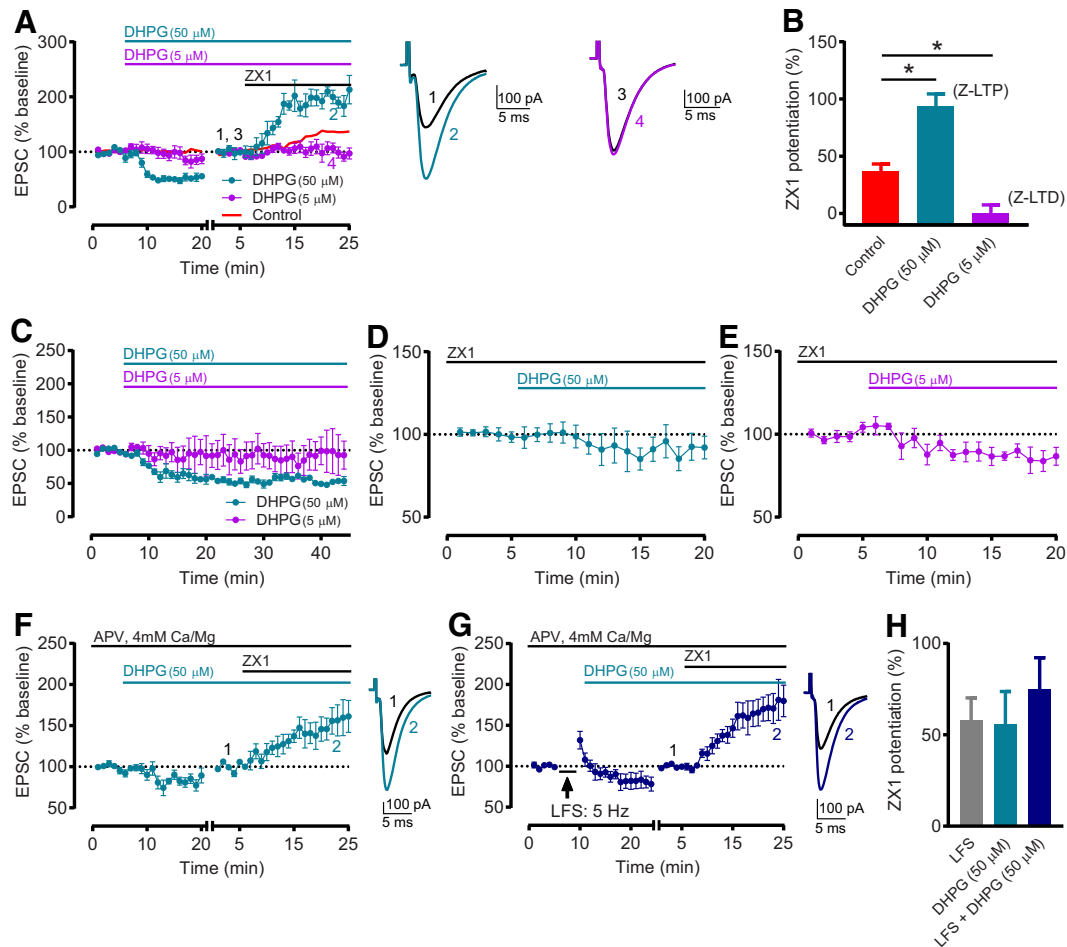 A
DHPG (50 μM)
DHPG (5 μM)
ZX1
EPSC (% baseline)
300
200
100
0
1, 3
2
4
DHPG (50 μM)
DHPG (5 μM)
Control
0 10 20 5 15 25
Time (min)
1
2
100 pA
5 ms
3
4
100 pA
5 ms
B
ZX1 potentiation (%)
150
100
50
0
*
*
(Z-LTP)
(Z-LTD)
Control
DHPG (50 μM)
DHPG (5 μM)
C
DHPG (50 μM)
DHPG (5 μM)
EPSC (% baseline)
250
200
150
100
50
0
DHPG (50 μM)
DHPG (5 μM)
0 10 20 30 40
Time (min)
D
ZX1
DHPG (50 μM)
EPSC (% baseline)
150
100
50
0 5 10 15 20
Time (min)
E
ZX1
DHPG (5 μM)
EPSC (% baseline)
150
100
50
0 5 10 15 20
Time (min)
F
APV, 4mM Ca/Mg
ZX1
DHPG (50 μM)
EPSC (% baseline)
250
200
150
100
50
1
2
0 10 20 5 15 25
Time (min)
1
2
100 pA
5 ms
G
APV, 4mM Ca/Mg
ZX1
DHPG (50 μM)
EPSC (% baseline)
250
200
150
100
50
1
2
LFS: 5 Hz
0 10 20 5 15 25
Time (min)
1
2
100 pA
5 ms
H
ZX1 potentiation (%)
100
50
0
LFS
DHPG (50 μM)
LFS + DHPG (50 μM)